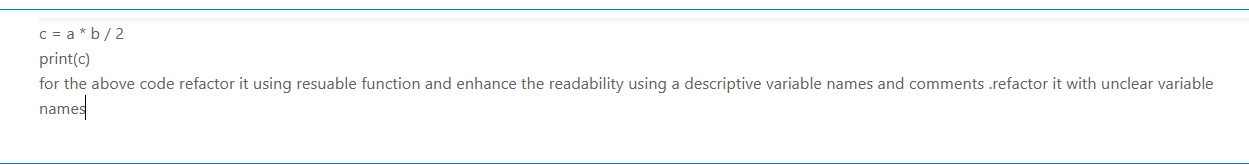 c = a * b / 2
print(c)
for the above code refactor it using resuable function and enhance the readability using a descriptive variable names and comments .refactor it with unclear variable
names